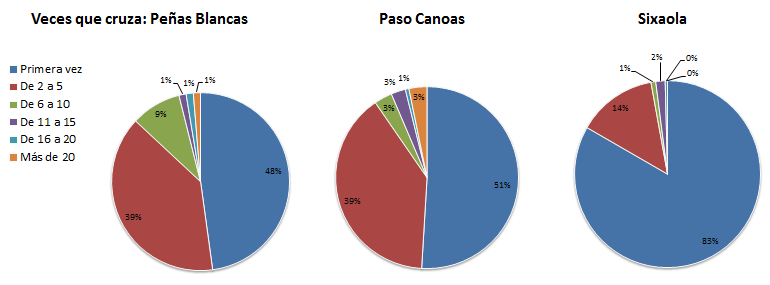 Veces que cruza: Peñas Blancas
Paso Canoas
Sixaola
Primera vez
De 2 a 5
De 6 a 10
De 11 a 15
De 16 a 20
Más de 20
1%
1%
1%
9%
48%
39%
3%
1%
3%
3%
51%
39%
1%
2%
0%
0%
14%
83%